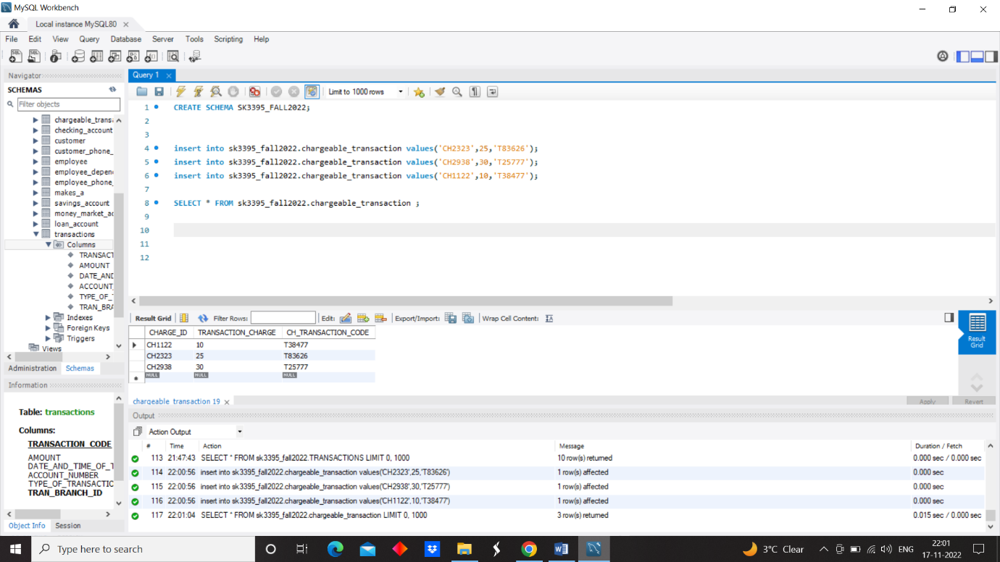 MySQL Workbench
Local instance MySQL80
File Edit View Query Database Server Tools Scripting Help
Navigator
SCHEMAS
Filter objects
chargeable_transa
checking_account
customer
customer_phone_
employee
employee_depen
employee_phone_
makes_a
savings_account
money_market_ac
loan_account
transactions
Columns
TRANSACT
AMOUNT
DATE_AND
ACCOUNT_
TYPE_OF_T
TRAN_BRA
Indexes
Foreign Keys
Triggers
Views
Administration Schemas
Information
Table: transactions
Columns:
TRANSACTION_CODE
AMOUNT
DATE_AND_TIME_OF_T
ACCOUNT_NUMBER
TYPE_OF_TRANSACTIO
TRAN_BRANCH_ID
Object Info Session
Query 1
Limit to 1000 rows
1 CREATE SCHEMA SK3395_FALL2022;
2
3
4 insert into sk3395_fall2022.chargeable_transaction values('CH2323',25,'T83626');
5 insert into sk3395_fall2022.chargeable_transaction values('CH2938',30,'T25777');
6 insert into sk3395_fall2022.chargeable_transaction values('CH1122',10,'T38477');
7
8 SELECT * FROM sk3395_fall2022.chargeable_transaction ;
9
10
11
12
Result Grid Filter Rows: Edit: Export/Import: Wrap Cell Content:
CHARGE_ID TRANSACTION_CHARGE CH_TRANSACTION_CODE
CH1122 10 T38477
CH2323 25 T83626
CH2938 30 T25777
NULL NULL NULL
Result Grid
chargeable_transaction 19
Apply Revert
Output
Action Output
# Time Action Message Duration / Fetch
113 21:47:43 SELECT * FROM sk3395_fall2022.TRANSACTIONS LIMIT 0, 1000 10 row(s) returned 0.000 sec / 0.000 sec
114 22:00:56 insert into sk3395_fall2022.chargeable_transaction values('CH2323',25,'T83626') 1 row(s) affected 0.000 sec
115 22:00:56 insert into sk3395_fall2022.chargeable_transaction values('CH2938',30,'T25777') 1 row(s) affected 0.000 sec
116 22:00:56 insert into sk3395_fall2022.chargeable_transaction values('CH1122',10,'T38477') 1 row(s) affected 0.000 sec
117 22:01:04 SELECT * FROM sk3395_fall2022.chargeable_transaction LIMIT 0, 1000 3 row(s) returned 0.015 sec / 0.000 sec
Type here to search
3°C Clear
ENG
22:01
17-11-2022